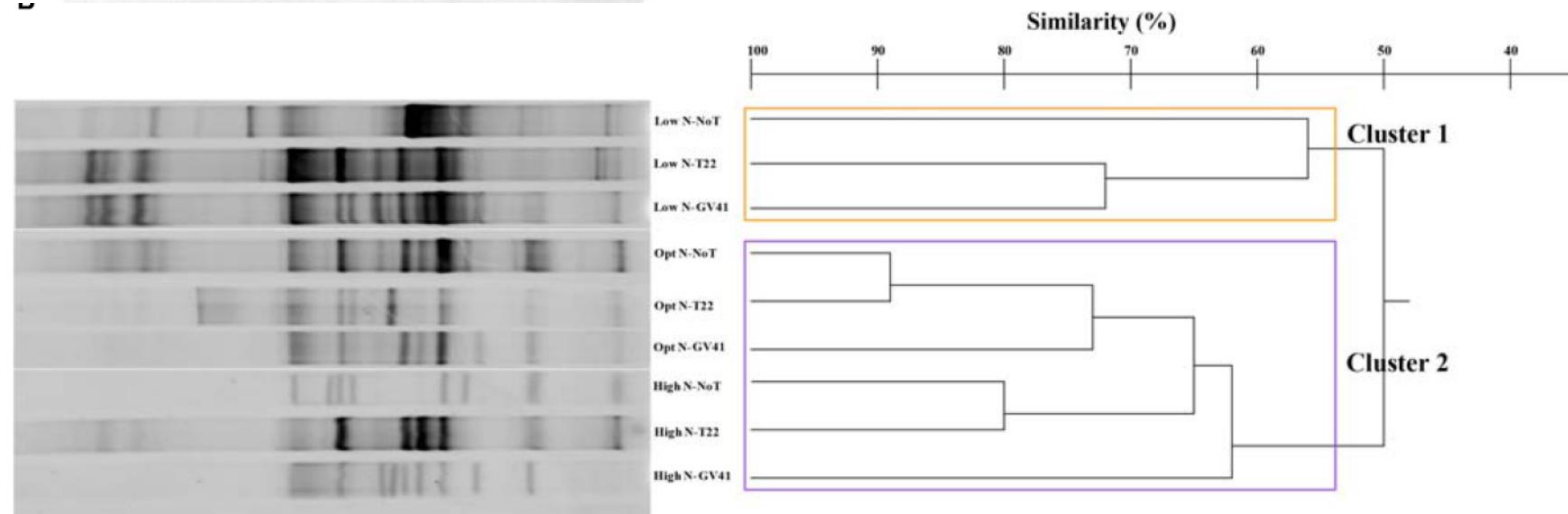 Similarity (%)
100 90 80 70 60 50 40
Low N-NoT
Low N-T22
Low N-GV41
Opt N-NoT
Opt N-T22
Opt N-GV41
High N-NoT
High N-T22
High N-GV41
Cluster 1
Cluster 2